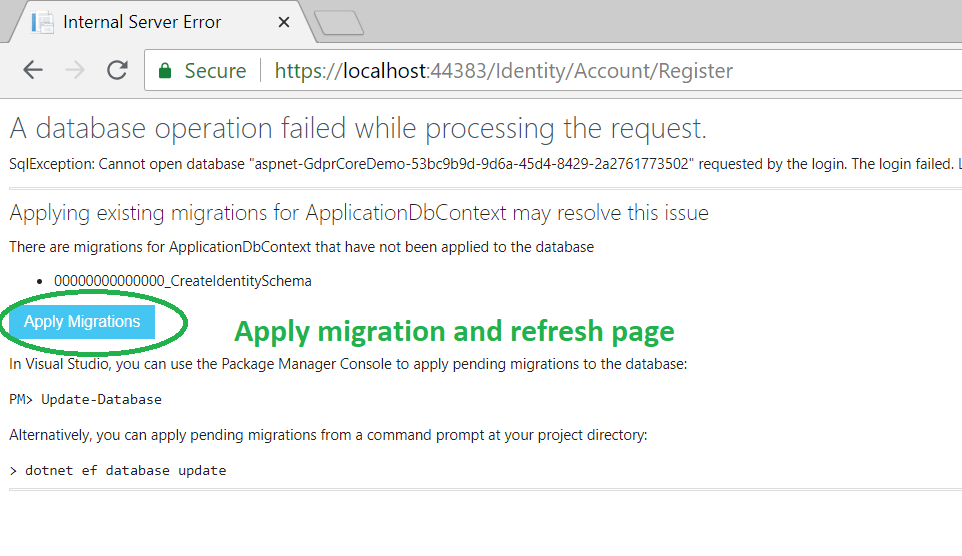 Internal Server Error
Secure https://localhost:44383/Identity/Account/Register
A database operation failed while processing the request.
SqlException: Cannot open database "aspnet-GdprCoreDemo-53bc9b9d-9d6a-45d4-8429-2a2761773502" requested by the login. The login failed. L
Applying existing migrations for ApplicationDbContext may resolve this issue
There are migrations for ApplicationDbContext that have not been applied to the database
• 00000000000000_CreateIdentitySchema
Apply Migrations
Apply migration and refresh page
In Visual Studio, you can use the Package Manager Console to apply pending migrations to the database:
PM> Update-Database
Alternatively, you can apply pending migrations from a command prompt at your project directory:
> dotnet ef database update